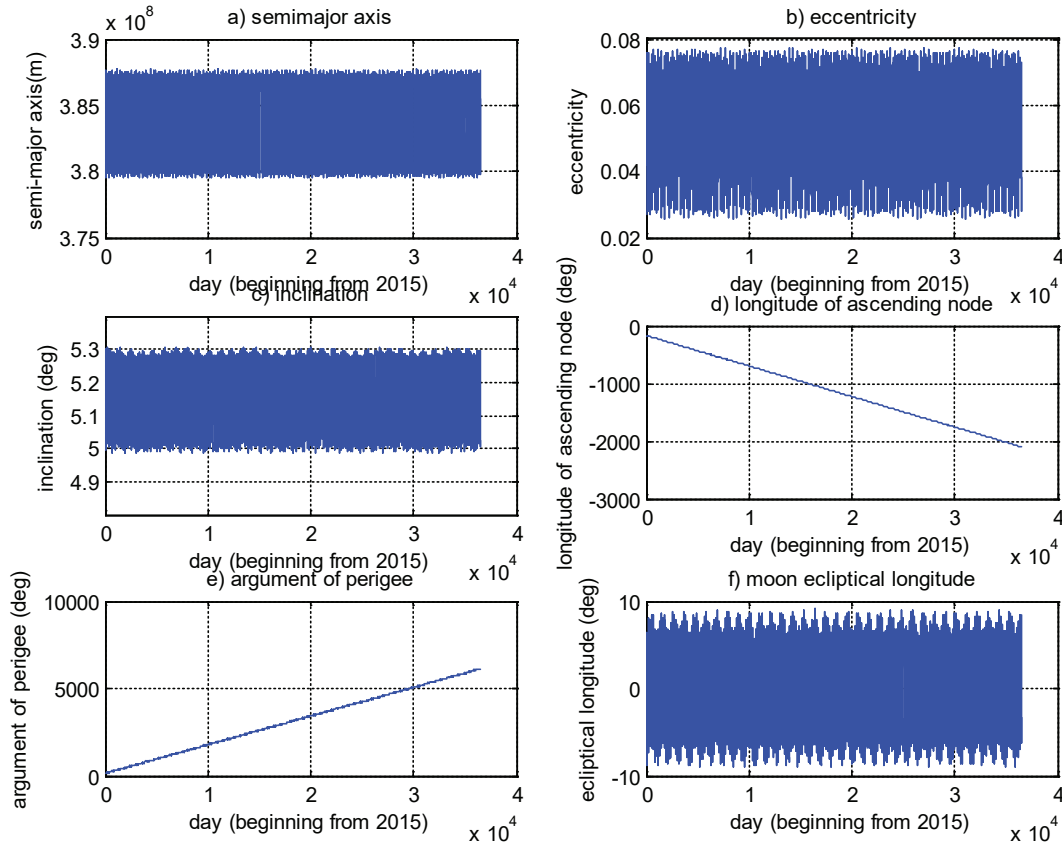 a) semimajor axis
x 10^8
3.9
3.85
3.8
3.75
semi-major axis(m)
0 1 2 3 4
day (beginning from 2015)
x 10^4
b) eccentricity
0.08
0.06
0.04
0.02
eccentricity
0 1 2 3 4
day (beginning from 2015)
x 10^4
c) inclination
5.3
5.2
5.1
5
4.9
inclination (deg)
0 1 2 3 4
day (beginning from 2015)
x 10^4
d) longitude of ascending node
0
-1000
-2000
-3000
longitude of ascending node (deg)
0 1 2 3 4
day (beginning from 2015)
x 10^4
e) argument of perigee
10000
5000
0
argument of perigee (deg)
0 1 2 3 4
day (beginning from 2015)
x 10^4
f) moon ecliptical longitude
10
0
-10
ecliptical longitude (deg)
0 1 2 3 4
day (beginning from 2015)
x 10^4